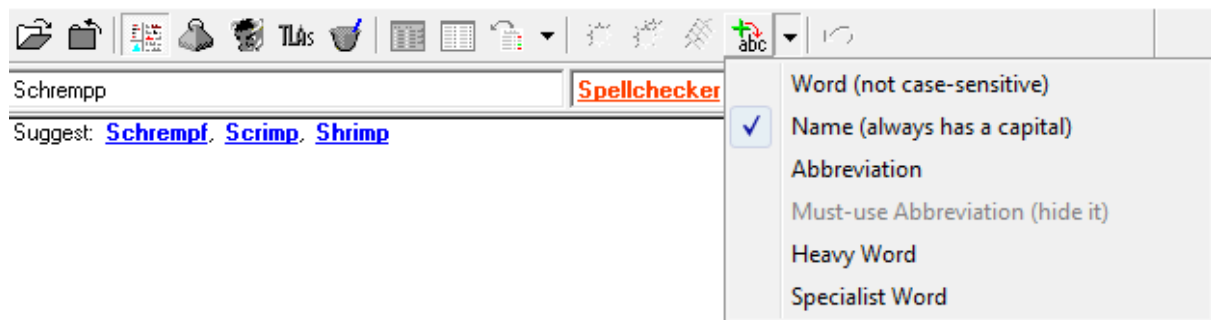 TLAs
abc
Schrempp
Spellchecker
Suggest: Schrempf, Scrimp, Shrimp
Word (not case-sensitive)
Name (always has a capital)
Abbreviation
Must-use Abbreviation (hide it)
Heavy Word
Specialist Word